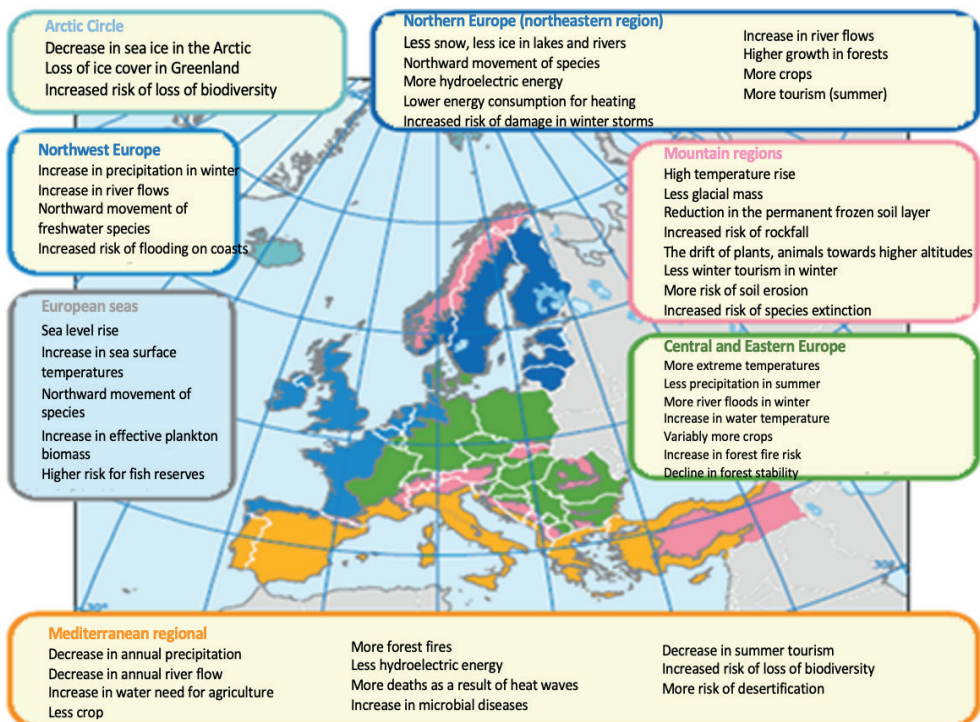 Arctic Circle
Decrease in sea ice in the Arctic
Loss of ice cover in Greenland
Increased risk of loss of biodiversity
Northern Europe (northeastern region)
Less snow, less ice in lakes and rivers
Northward movement of species
More hydroelectric energy
Lower energy consumption for heating
Increased risk of damage in winter storms
Increase in river flows
Higher growth in forests
More crops
More tourism (summer)
Northwest Europe
Increase in precipitation in winter
Increase in river flows
Northward movement of
freshwater species
Increased risk of flooding on coasts
Mountain regions
High temperature rise
Less glacial mass
Reduction in the permanent frozen soil layer
Increased risk of rockfall
The drift of plants, animals towards higher altitudes
Less winter tourism in winter
More risk of soil erosion
Increased risk of species extinction
European seas
Sea level rise
Increase in sea surface
temperatures
Northward movement of
species
Increase in effective plankton
biomass
Higher risk for fish reserves
Central and Eastern Europe
More extreme temperatures
Less precipitation in summer
More river floods in winter
Increase in water temperature
Variably more crops
Increase in forest fire risk
Decline in forest stability
30°
30°
Mediterranean regional
Decrease in annual precipitation
Decrease in annual river flow
Increase in water need for agriculture
Less crop
More forest fires
Less hydroelectric energy
More deaths as a result of heat waves
Increase in microbial diseases
Decrease in summer tourism
Increased risk of loss of biodiversity
More risk of desertification